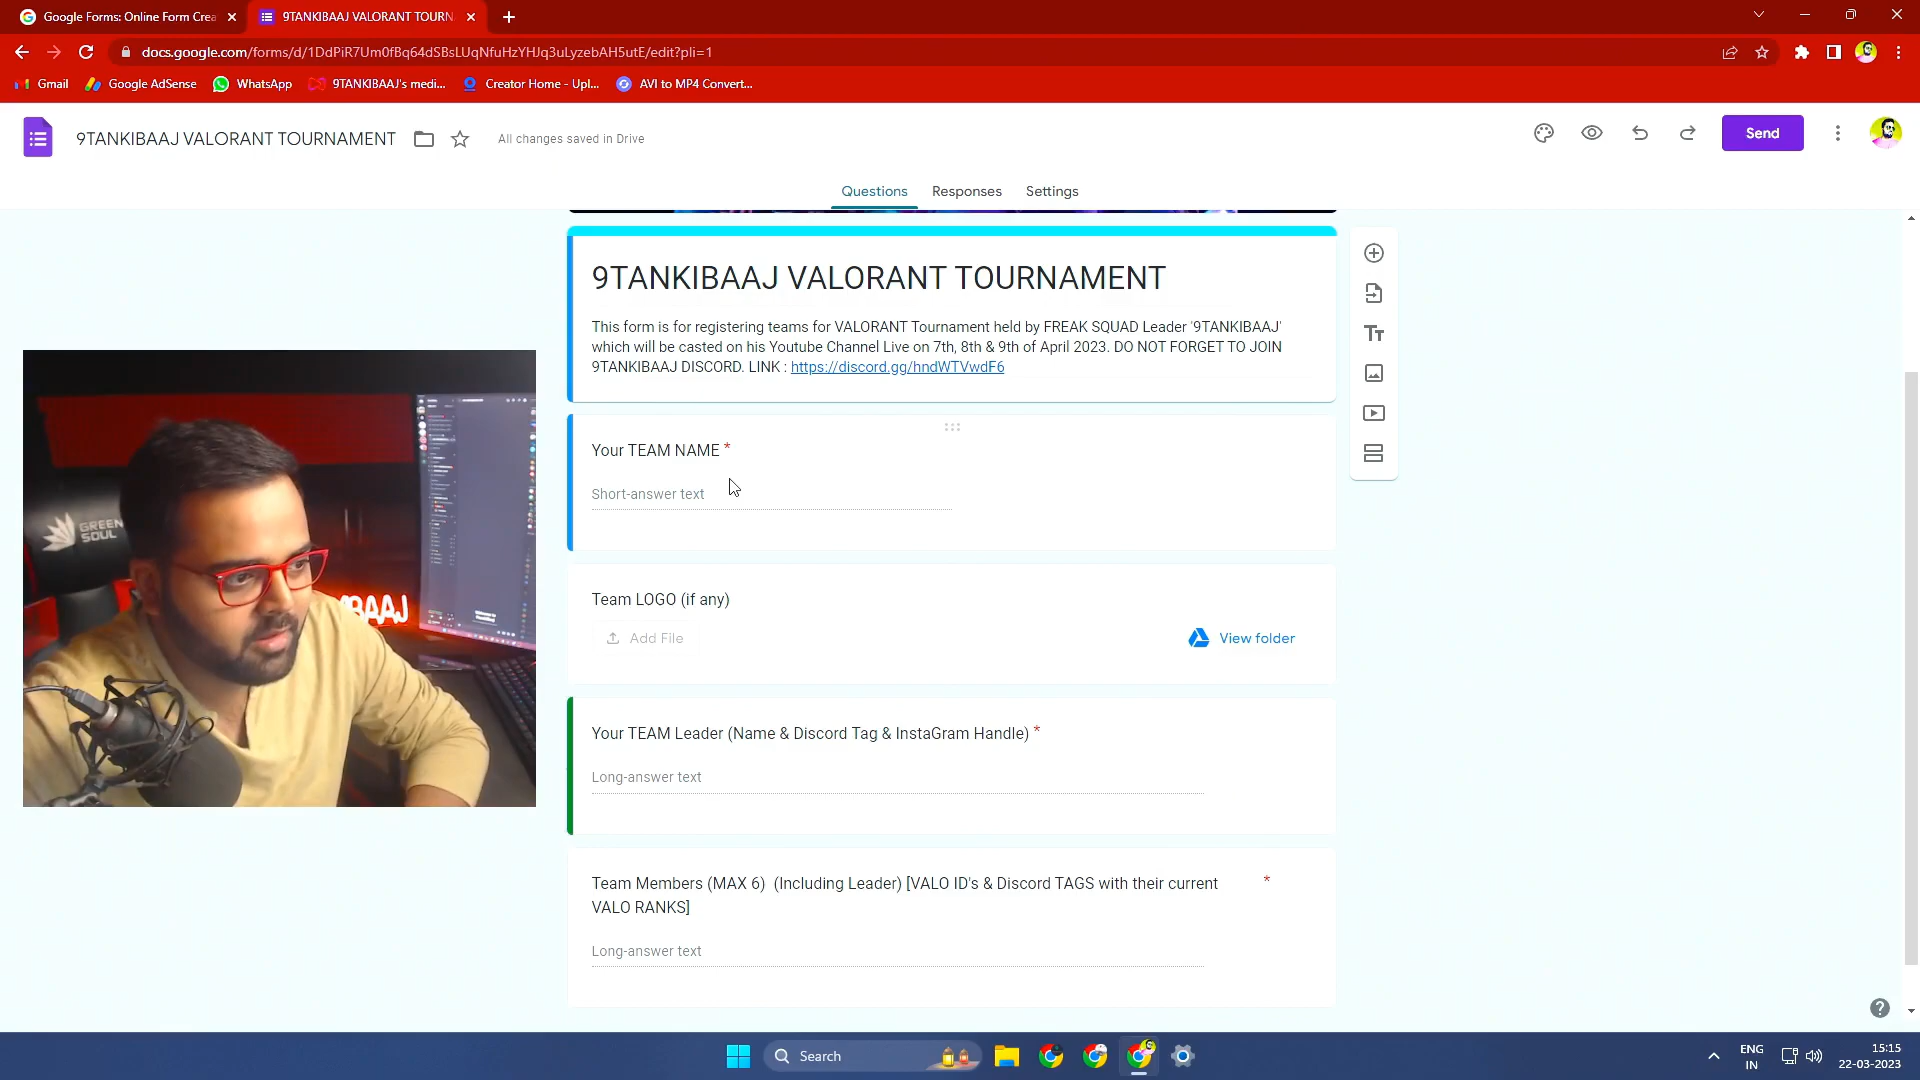 Google Forms: Online Form Crea
9TANKIBAAJ VALORANT TOURN
docs.google.com/forms/d/1DdPiR7Um0fBq64dSBsLUqNfuHzYHJq3uLyzebAH5utE/edit?pli=1
Gmail
Google AdSense
WhatsApp
9TANKIBAAJ's medi...
Creator Home - Upl...
AVI to MP4 Convert...
9TANKIBAAJ VALORANT TOURNAMENT
All changes saved in Drive
Send
Questions
Responses
Settings
9TANKIBAAJ VALORANT TOURNAMENT
This form is for registering teams for VALORANT Tournament held by FREAK SQUAD Leader '9TANKIBAAJ'
which will be casted on his Youtube Channel Live on 7th, 8th & 9th of April 2023. DO NOT FORGET TO JOIN
9TANKIBAAJ DISCORD. LINK : https://discord.gg/hndWTVwdF6
Your TEAM NAME *
Short-answer text
Team LOGO (if any)
Add File
View folder
Your TEAM Leader (Name & Discord Tag & InstaGram Handle) *
Long-answer text
Team Members (MAX 6) (Including Leader) [VALO ID's & Discord TAGS with their current *
VALO RANKS]
Long-answer text
GREEN
SOUL
BAAJ
Search
ENG
IN
15:15
22-03-2023